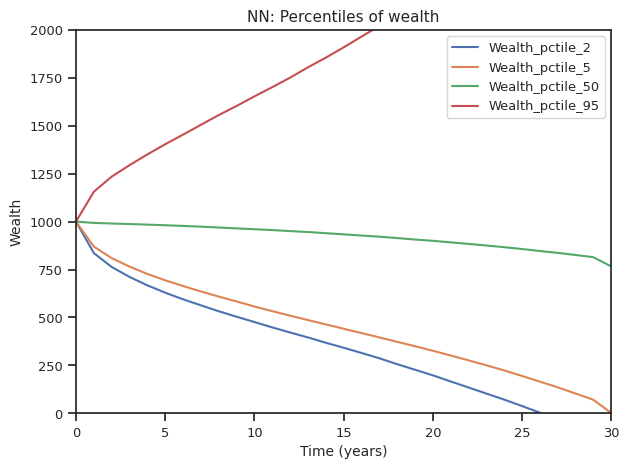 NN: Percentiles of wealth
Wealth_pctile_2
Wealth_pctile_5
Wealth_pctile_50
Wealth_pctile_95
Wealth
2000
1750
1500
1250
1000
750
500
250
0
0 5 10 15 20 25 30
Time (years)